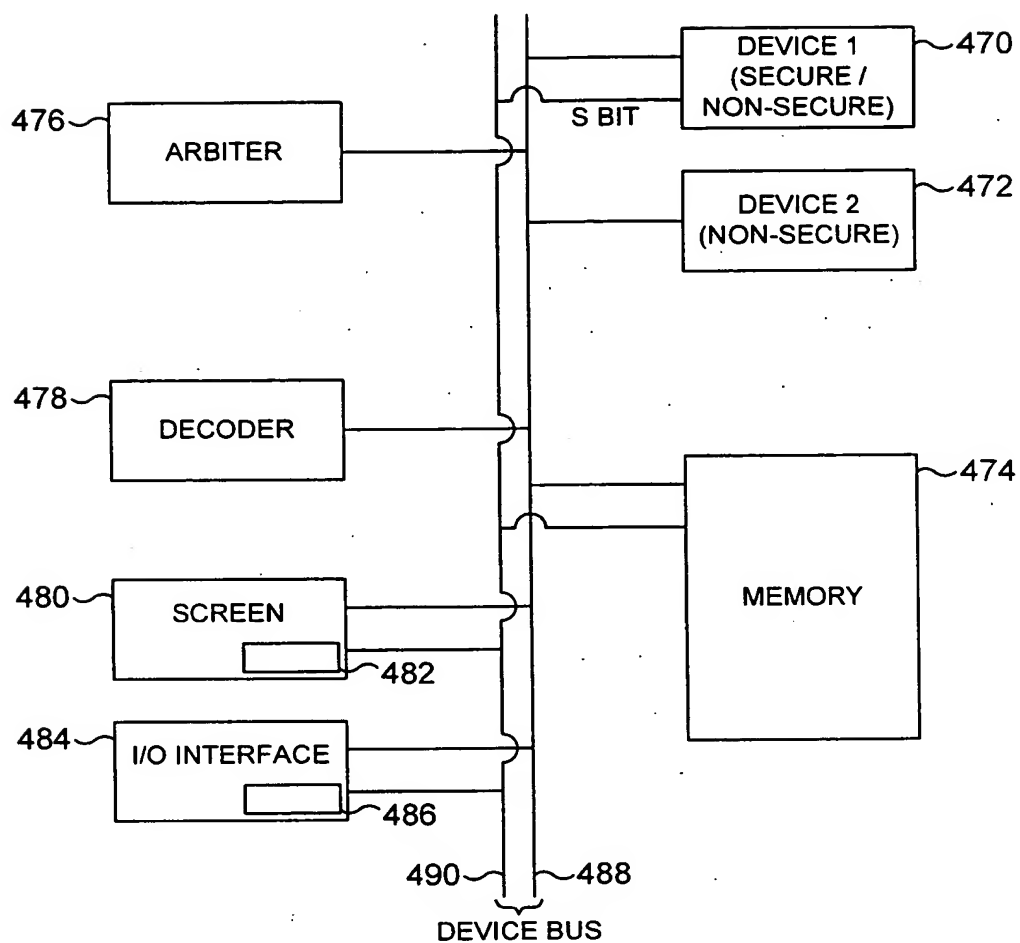 DEVICE 1
(SECURE /
NON-SECURE)
470
S BIT
476
ARBITER
DEVICE 2
(NON-SECURE)
472
478
DECODER
474
MEMORY
480
SCREEN
482
484
I/O INTERFACE
486
490
488
DEVICE BUS